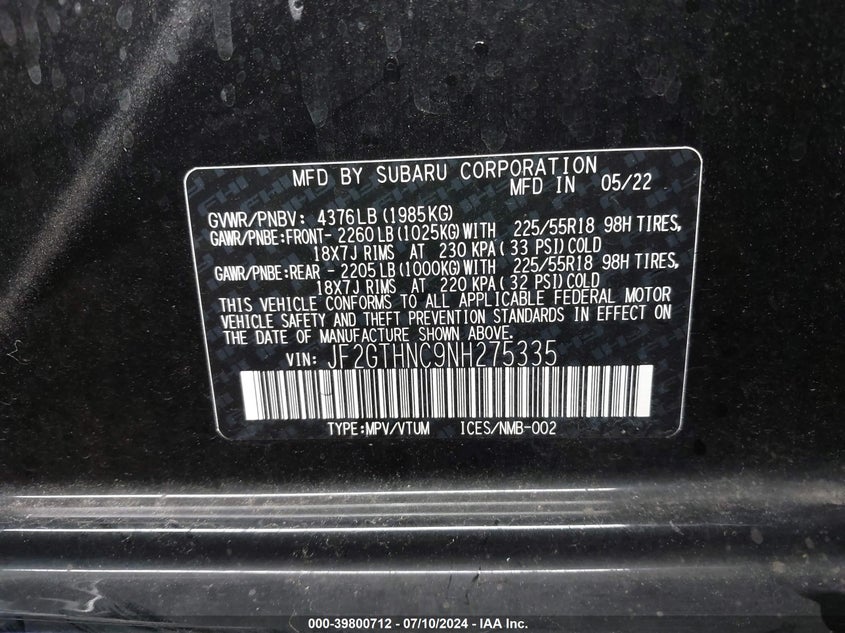 MFD BY SUBARU CORPORATION
MFD IN 05/22
GVWR/PNBV: 4376LB(1985KG)
GAWR/PNBE:FRONT- 2260LB(1025KG)WITH 225/55R18 98H TIRES,
18X7J RIMS AT 230 KPA( 33 PSI)COLD
GAWR/PNBE:REAR - 2205LB(1000KG)WITH 225/55R18 98H TIRES,
18X7J RIMS AT 220 KPA( 32 PSI)COLD
THIS VEHICLE CONFORMS TO ALL APPLICABLE FEDERAL MOTOR
VEHICLE SAFETY AND THEFT PREVENTION STANDARDS IN EFFECT ON
THE DATE OF MANUFACTURE SHOWN ABOVE.
VIN: JF2GTHNC9NH275335
TYPE:MPV/VTUM ICES/NMB-002
000-39800712 - 07/10/2024 - IAA Inc.